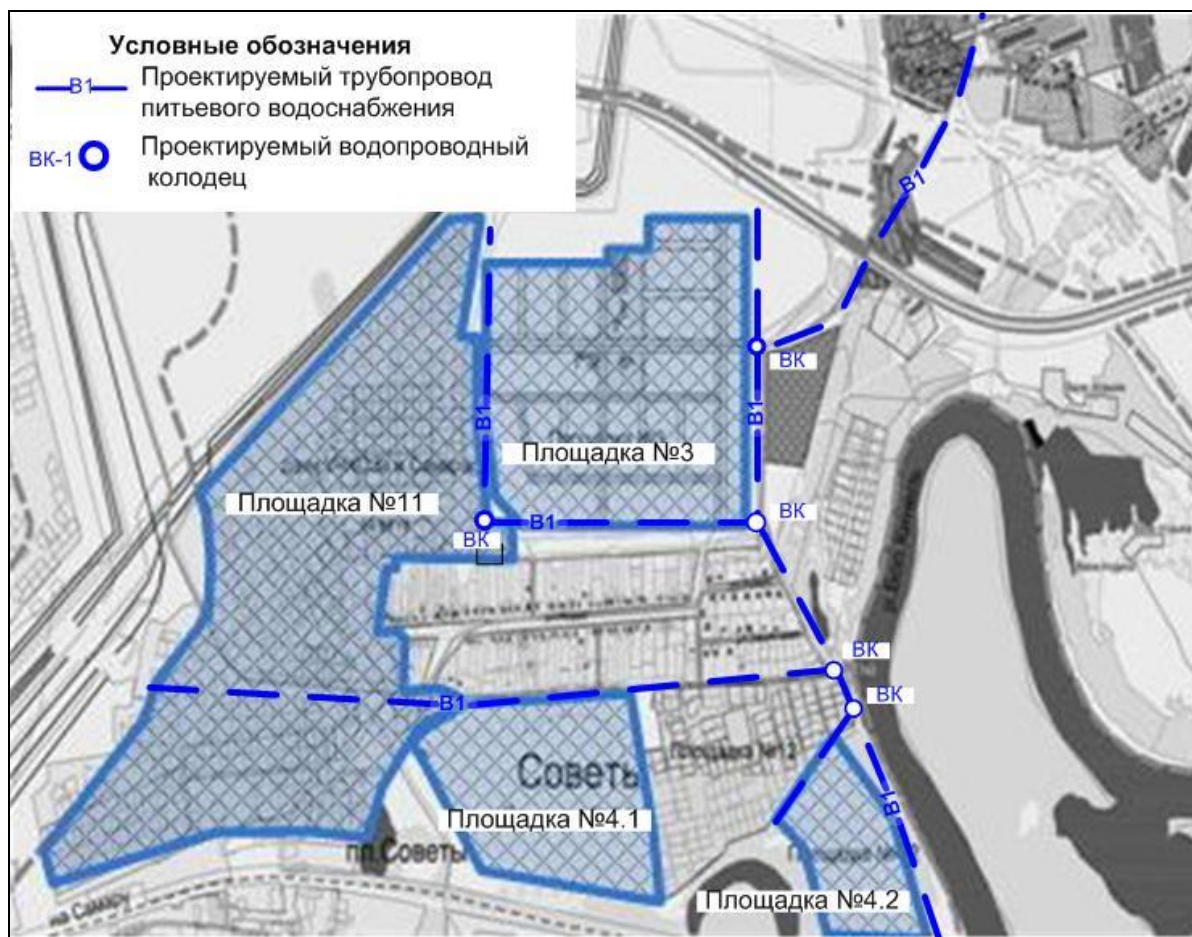 Условные обозначения
В1
Проектируемый трубопровод
питьевого водоснабжения
ВК-1
Проектируемый водопроводный
колодец
В1
ВК
В1
В1
Площадка №3
Площадка №11
ВК
В1
ВК
ВК
ВК
В1
Площадка №12
Советы
В1
Площадка №4.1
пл.Советы
Площадка №4.2
на Самару